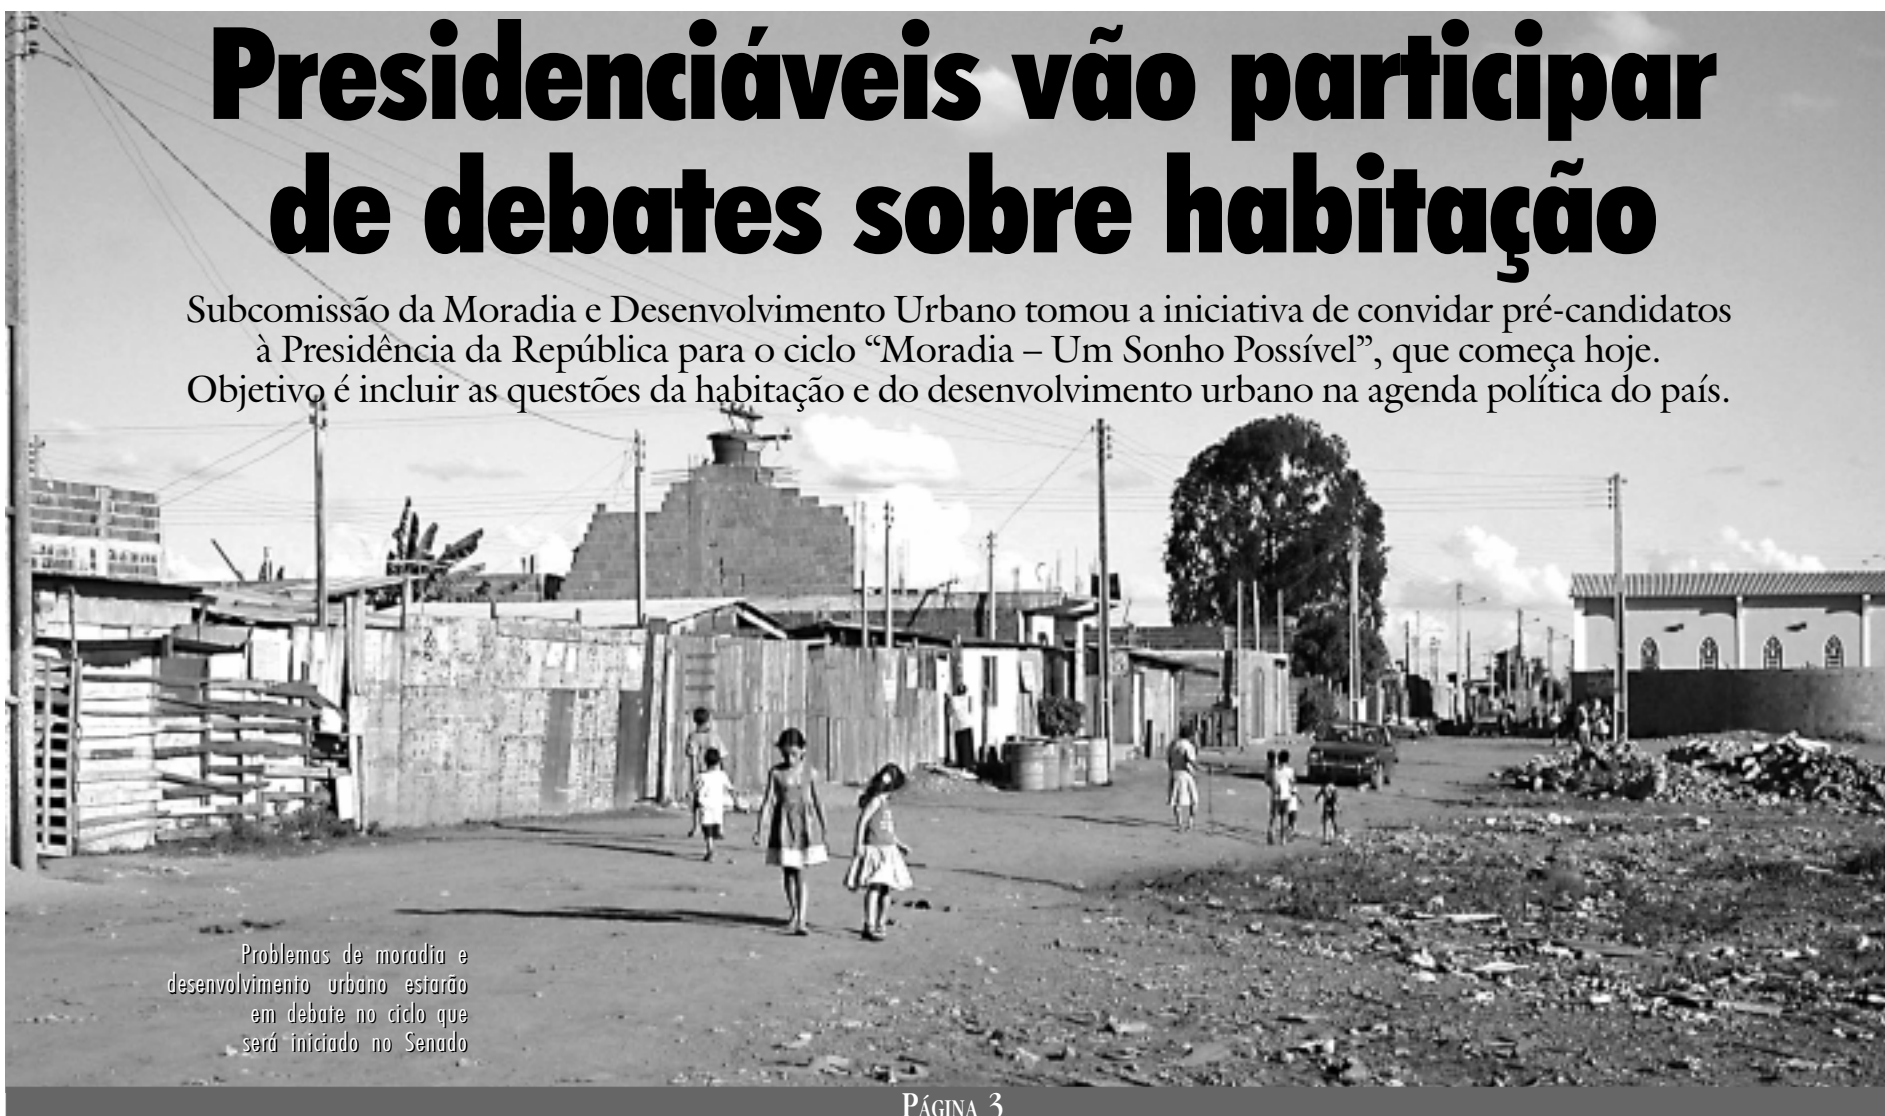 Presidenciáveis vão participar
de debates sobre habitação
Subcomissão da Moradia e Desenvolvimento Urbano tomou a iniciativa de convidar pré-candidatos
à Presidência da República para o ciclo “Moradia – Um Sonho Possível”, que começa hoje.
Objetivo é incluir as questões da habitação e do desenvolvimento urbano na agenda política do país.
Problemas de moradia e
desenvolvimento urbano estarão
em debate no ciclo que
será iniciado no Senado
PÁGINA 3